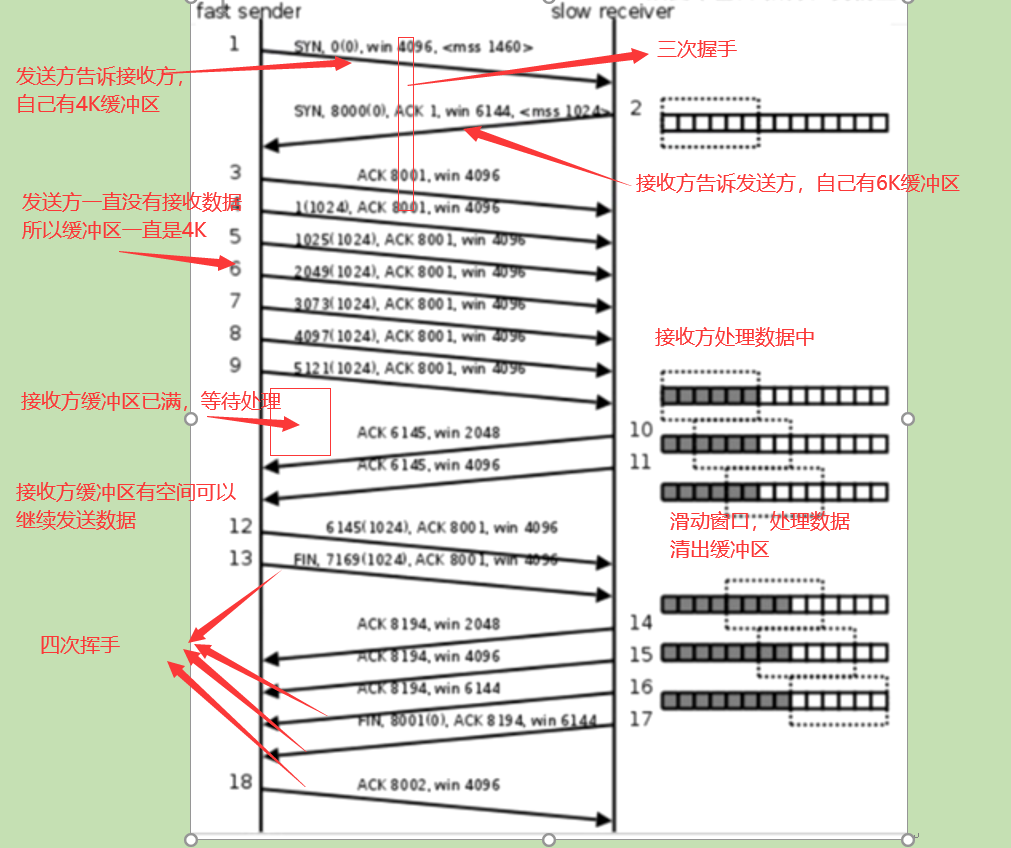 fast sender
slow receiver
1
SYN, 0(0), win 4096, <mss 1460>
三次握手
发送方告诉接收方,
自己有4K缓冲区
SYN, 8000(0), ACK 1, win 6144, <mss 1024>
2
3
ACK 8001, win 4096
接收方告诉发送方，自己有6K缓冲区
发送方一直没有接收数据
所以缓冲区一直是4K
4
1(1024), ACK 8001, win 4096
5
1025(1024), ACK 8001, win 4096
6
2049(1024), ACK 8001, win 4096
7
3073(1024), ACK 8001, win 4096
8
4097(1024), ACK 8001, win 4096
接收方处理数据中
9
5121(1024), ACK 8001, win 4096
接收方缓冲区已满，等待处理
ACK 6145, win 2048
10
ACK 6145, win 4096
11
接收方缓冲区有空间可以
继续发送数据
12
6145(1024), ACK 8001, win 4096
滑动窗口，处理数据
清出缓冲区
13
FIN, 7169(1024), ACK 8001, win 4096
ACK 8194, win 2048
14
四次挥手
ACK 8194, win 4096
15
ACK 8194, win 6144
16
FIN, 8001(0), ACK 8194, win 6144
17
18
ACK 8002, win 4096